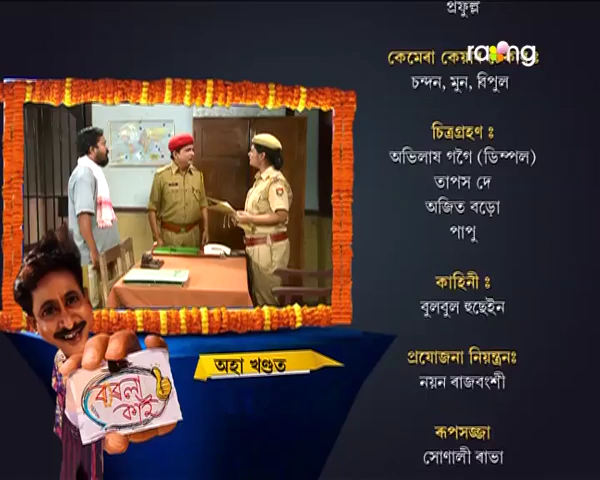 প্ৰফুল্ল
rang
কেমেৰা
চন্দন, মুন, বিপুল
চিত্ৰগ্ৰহণ ঃ
অভিলাষ গগৈ (ডিম্পল)
তাপস দে
অজিত বড়ো
পাপু
কাহিনী ঃ
বুলবুল হুছেইন
প্ৰযোজনা নিয়ন্ত্ৰনঃ
নয়ন ৰাজবংশী
ৰূপসজ্জা
সোণালী ৰাভা
অহা খণ্ডত
বাবলা
কাই